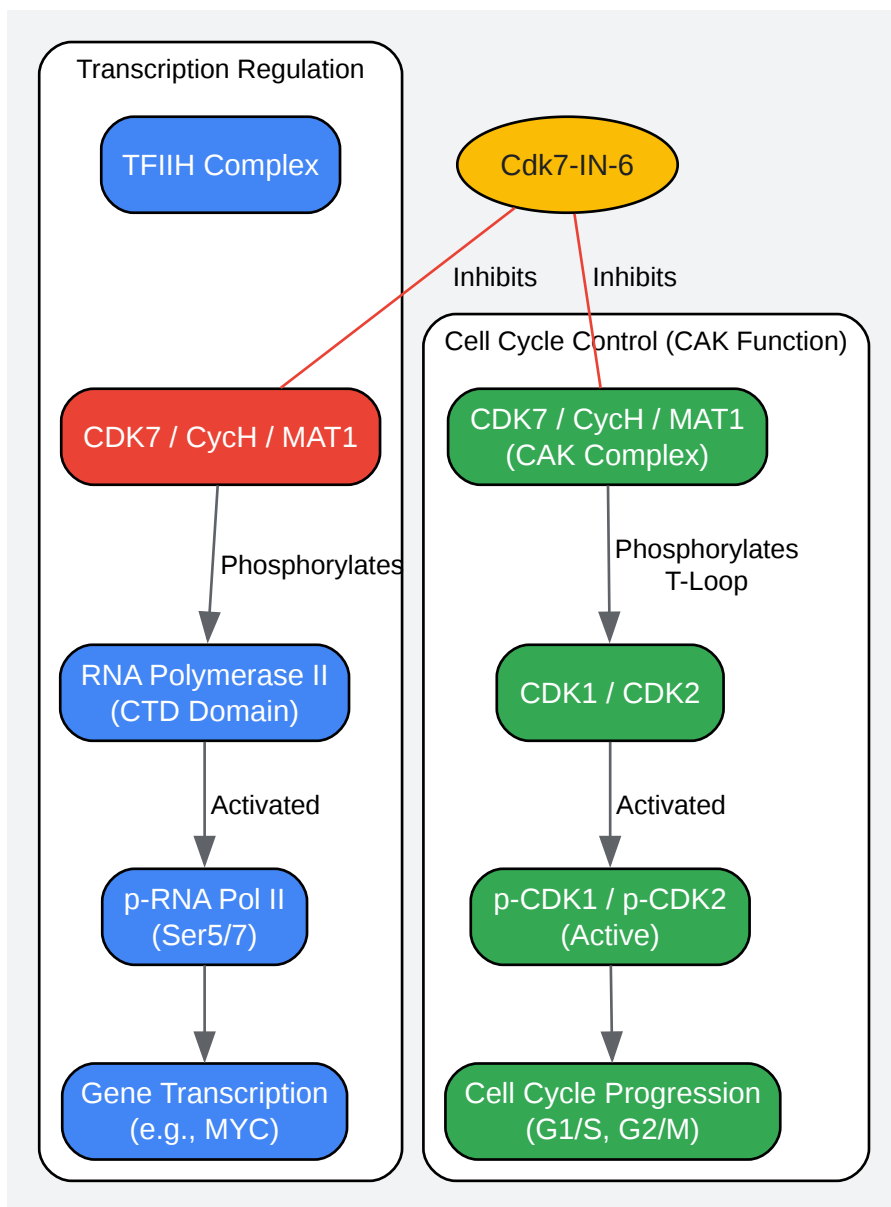 Transcription Regulation
TFIIH Complex
Cdk7-IN-6
Inhibits
Inhibits
Cell Cycle Control (CAK Function)
CDK7 / CycH / MAT1
CDK7 / CycH / MAT1
(CAK Complex)
Phosphorylates
Phosphorylates
T-Loop
RNA Polymerase II
(CTD Domain)
CDK1 / CDK2
Activated
Activated
p-RNA Pol II
(Ser5/7)
p-CDK1 / p-CDK2
(Active)
Gene Transcription
(e.g., MYC)
Cell Cycle Progression
(G1/S, G2/M)